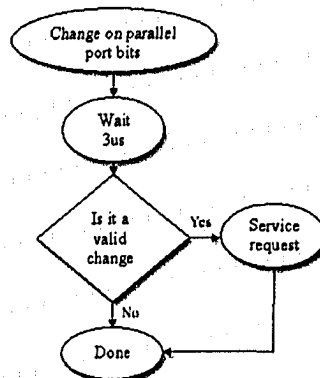 Change on parallel
port bits
Wait
3us
Is it a
valid
change
Yes
Service
request
No
Done